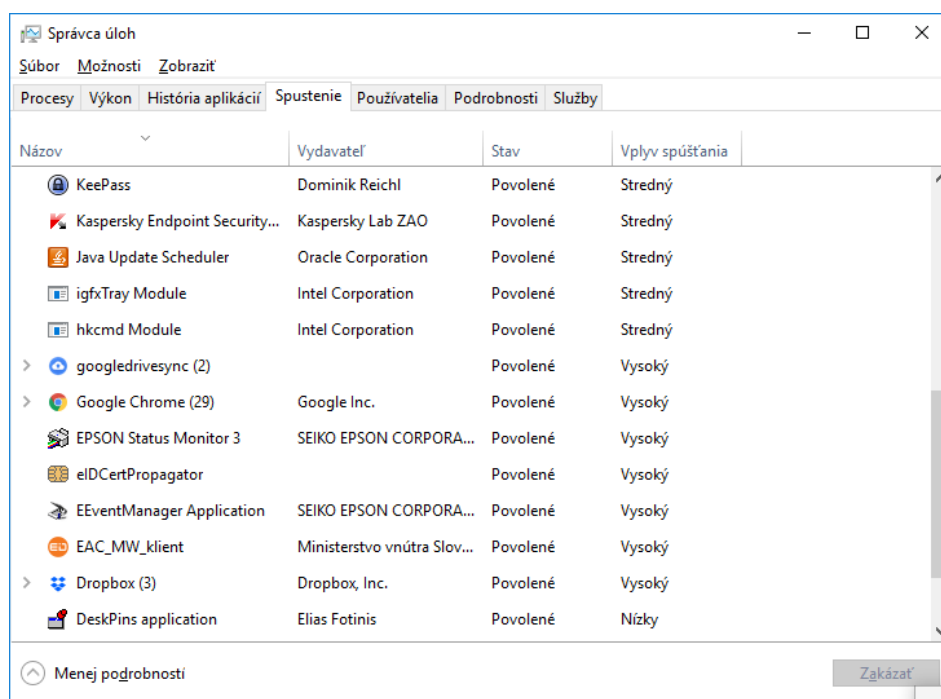 Správca úloh
Súbor Možnosti Zobraziť
Procesy Výkon História aplikácií Spustenie Používatelia Podrobnosti Služby
Názov Vydavateľ Stav Vplyv spúšťania
KeePass Dominik Reichl Povolené Stredný
Kaspersky Endpoint Security... Kaspersky Lab ZAO Povolené Stredný
Java Update Scheduler Oracle Corporation Povolené Stredný
igfxTray Module Intel Corporation Povolené Stredný
hkcmd Module Intel Corporation Povolené Stredný
googledrivesync (2) Povolené Vysoký
Google Chrome (29) Google Inc. Povolené Vysoký
EPSON Status Monitor 3 SEIKO EPSON CORPORA... Povolené Vysoký
eIDCertPropagator Povolené Vysoký
EEventManager Application SEIKO EPSON CORPORA... Povolené Vysoký
EAC_MW_klient Ministerstvo vnútra Slov... Povolené Vysoký
Dropbox (3) Dropbox, Inc. Povolené Vysoký
DeskPins application Elias Fotinis Povolené Nízky
Menej podrobností Zakázať